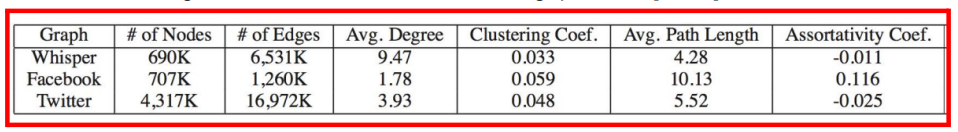 Graph # of Nodes # of Edges Avg. Degree Clustering Coef. Avg. Path Length Assortativity Coef.
Whisper 690K 6,531K 9.47 0.033 4.28 -0.011
Facebook 707K 1,260K 1.78 0.059 10.13 0.116
Twitter 4,317K 16,972K 3.93 0.048 5.52 -0.025